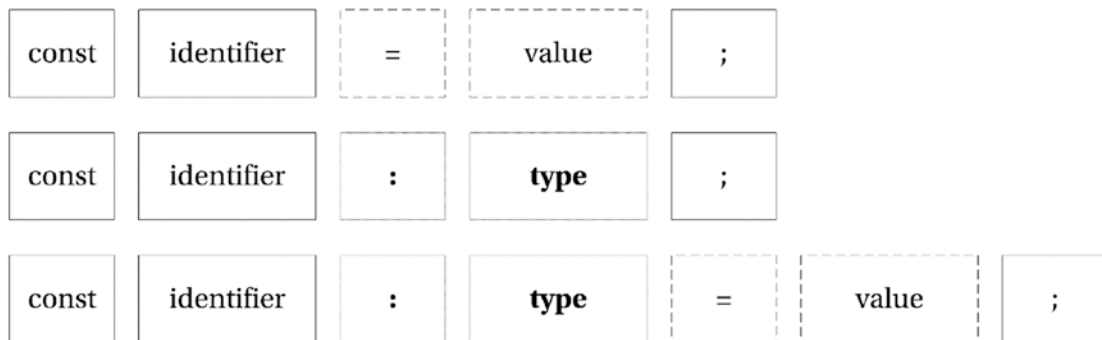 const identifier = value ;
const identifier : type ;
const identifier : type = value ;